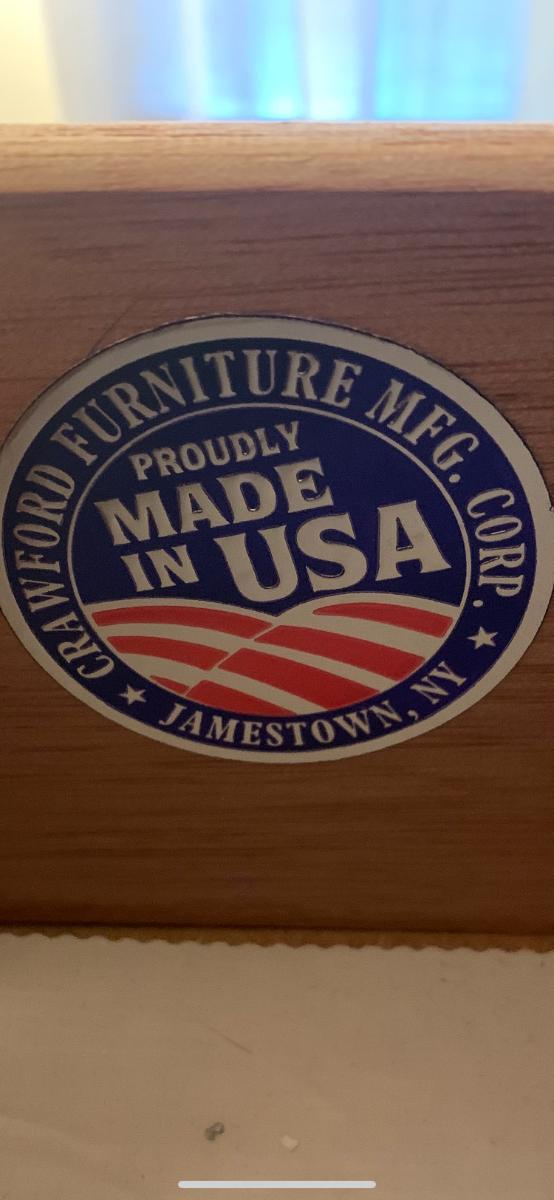 CRAWFORD FURNITURE MFG. CORP.
PROUDLY
MADE
IN USA
JAMESTOWN, NY